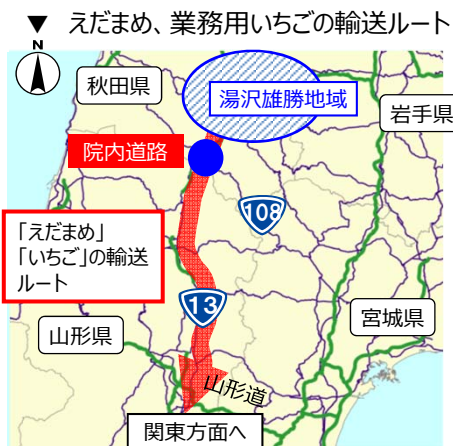 ▼ えだまめ、業務用いちごの輸送ルート
N
秋田県
湯沢雄勝地域
岩手県
院内道路
108
「えだまめ」
「いちご」の輸送
ルート
13
宮城県
山形県
山形道
関東方面へ